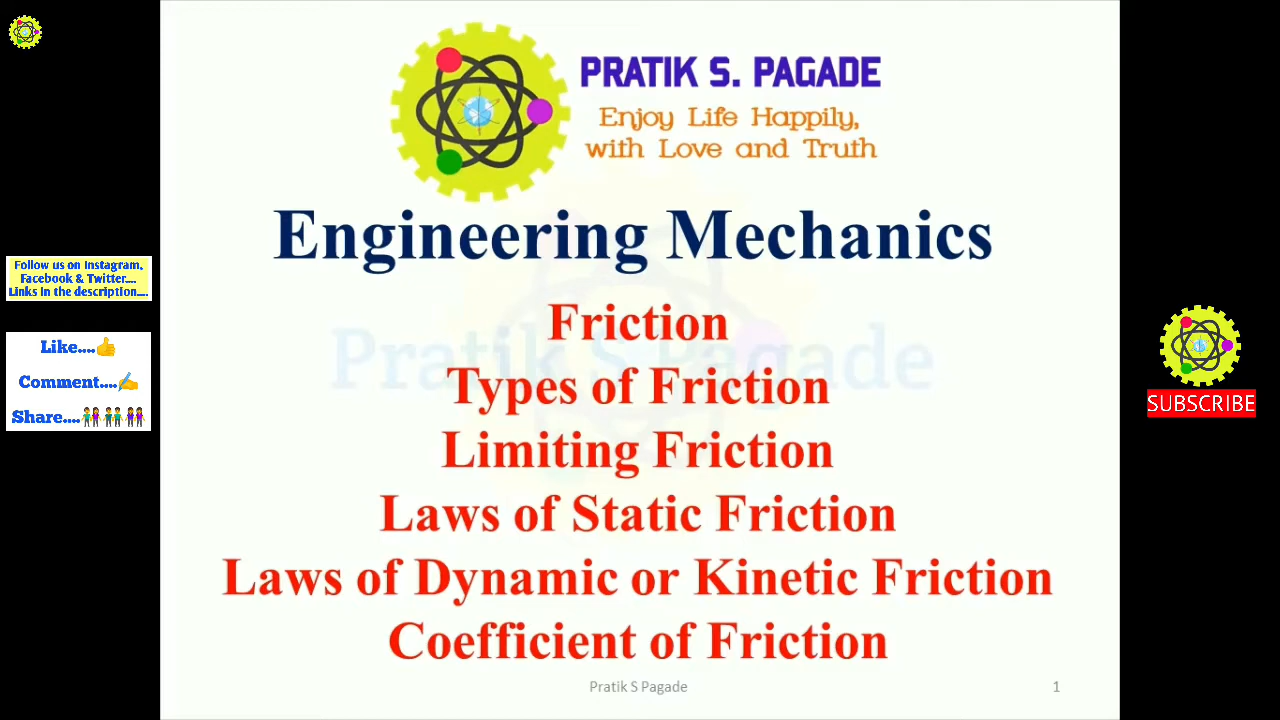 PRATIK S. PAGADE
Enjoy Life Happily,
with Love and Truth
Engineering Mechanics
Friction
Types of Friction
Limiting Friction
Laws of Static Friction
Laws of Dynamic or Kinetic Friction
Coefficient of Friction
Pratik S Pagade
Pratik S Pagade
1
Follow us on Instagram,
Facebook & Twitter....
Links in the description....
Like....👍
Comment....✍
Share....👫👬👭
SUBSCRIBE